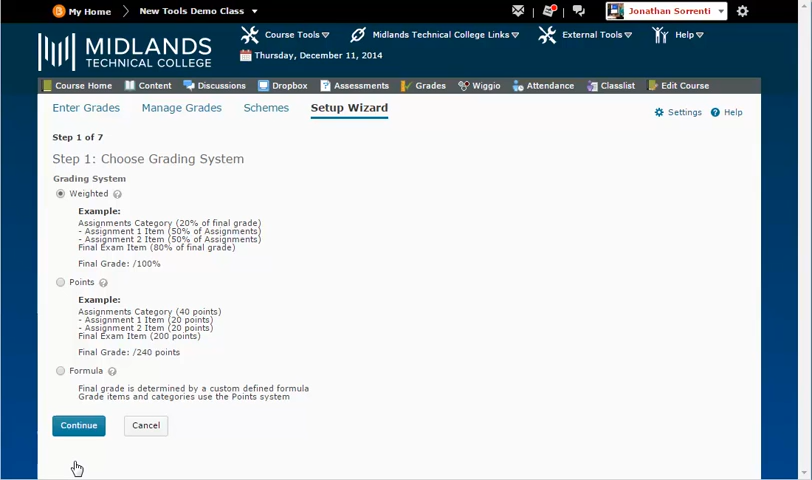 My Home
New Tools Demo Class
Jonathan Sorrenti
MIDLANDS
TECHNICAL COLLEGE
Course Tools
Midlands Technical College Links
External Tools
Help
Thursday, December 11, 2014
Course Home
Content
Discussions
Dropbox
Assessments
Grades
Wiggio
Attendance
Classlist
Edit Course
Enter Grades
Manage Grades
Schemes
Setup Wizard
Settings
Help
Step 1 of 7
Step 1: Choose Grading System
Grading System
Weighted
Example:
Assignments Category (20% of final grade)
- Assignment 1 Item (50% of Assignments)
- Assignment 2 Item (50% of Assignments)
Final Exam Item (80% of final grade)
Final Grade: /100%
Points
Example:
Assignments Category (40 points)
- Assignment 1 Item (20 points)
- Assignment 2 Item (20 points)
Final Exam Item (200 points)
Final Grade: /240 points
Formula
Final grade is determined by a custom defined formula
Grade items and categories use the Points system
Continue
Cancel